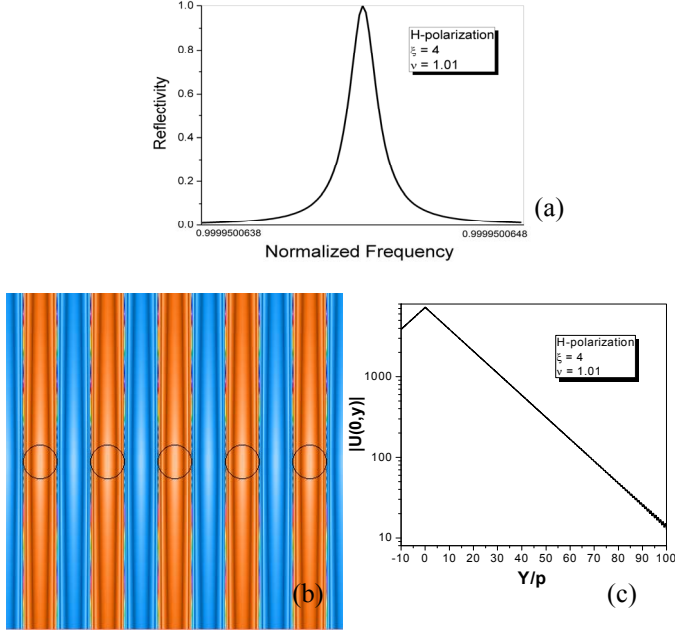 1.0
0.8
0.6
0.4
0.2
0.0
Reflectivity
H-polarization
ξ = 4
ν = 1.01
(a)
0.9999500638
0.9999500648
Normalized Frequency
(b)
1000
100
10
|U(0,y)|
H-polarization
ξ = 4
ν = 1.01
-10 0 10 20 30 40 50 60 70 80 90 100
Y/p
(c)